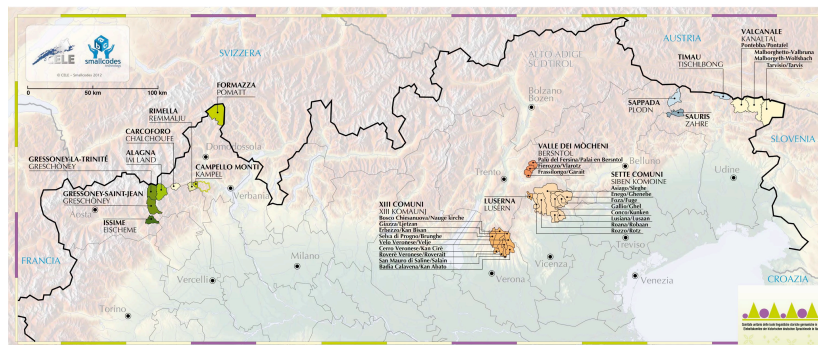 CELE
smallcodes
technology
© CELE – Smallcodes 2012
50 km
100 km
SVIZZERA
AUSTRIA
SLOVENIA
CROAZIA
FRANCIA
ALTO ADIGE
SÜDTIROL
Bolzano
Bozen
Trento
Belluno
Udine
Treviso
Venezia
Vicenza
Verona
Milano
Vercelli
Torino
Aosta
Verbania
Domodossola
FORMAZZA
POMATT
RIMELLA
REMMALJU
CARCOFORO
CHALCHOUFE
ALAGNA
IM LAND
GRESSONEY-LA-TRINITÉ
GRESCHÒNEY
CAMPELLO MONTI
KAMPEL
GRESSONEY-SAINT-JEAN
GRESCHÒNEY
ISSIME
EISCHEME
VALLE DEI MÒCHENI
BERSNTOL
Palù del Fersina/Palai en Bersntol
Fierozzo/Vlarotz
Frassilongo/Garait
LUSERNA
LUSÉRN
XIII COMUNI
XIII KOMAUNJ
Bosco Chiesanuova/Nauge kirche
Giazza/Ljetzan
Erbezzo/Kan Bisan
Selva di Progno/Brunghe
Velo Veronese/Velje
Cerro Veronese/Kan Cirè
Roverè Veronese/Roverait
San Mauro di Saline/Salain
Badia Calavena/Kan Abato
SETTE COMUNI
SIBEN KOMOINE
Asiago/Sleghe
Enego/Ghenebe
Foza/Fuge
Gallio/Ghel
Conco/Kunken
Lusiana/Lusaan
Roana/Robaan
Rozzo/Rotz
SAPPADA
PLODN
SAURIS
ZAHRE
TIMAU
TISCHLBONG
VALCANALE
KANALTAL
Pontebba/Pontafel
Malborghetto-Valbruna
Malborgeth-Wolfsbach
Tarvisio/Tarvis